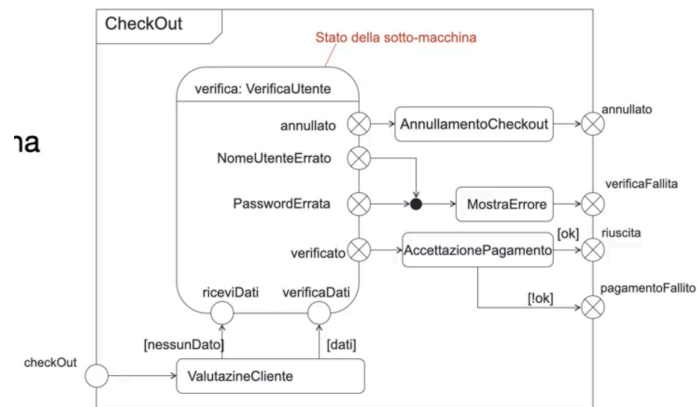 CheckOut
Stato della sotto-macchina
verifica: VerificaUtente
annullato
AnnullamentoCheckout
annullato
na
NomeUtenteErrato
verificaFallita
PasswordErrata
MostraErrore
[ok]
riuscita
verificato
AccettazionePagamento
riceviDati
verificaDati
[!ok]
pagamentoFallito
[nessunDato]
[dati]
checkOut
ValutazineCliente